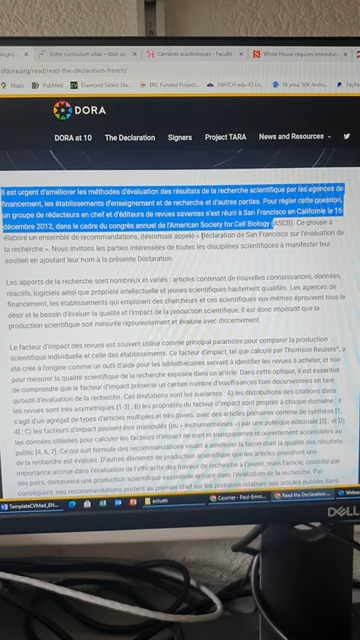 Votre curriculum vitae – tout sa
Carrières académiques - Faculté
White House requires immediate
sfdora.org/read/read-the-declaration-french/
Maps
PubMed
Diamond Select Sta...
ERC Funded Project...
SWITCH edu-ID Lo...
DORA
DORA at 10 The Declaration Signers Project TARA News and Resources
Il est urgent d'améliorer les méthodes d'évaluation des résultats de la recherche scientifique par les agences de
financement, les établissements d'enseignement et de recherche et d'autres parties. Pour régler cette question,
un groupe de rédacteurs en chef et d'éditeurs de revues savantes s'est réuni à San Francisco en Californie le 16
décembre 2012, dans le cadre du congrès annuel de l'American Society for Cell Biology (ASCB). Ce groupe a
élaboré un ensemble de recommandations, désormais appelé « Déclaration de San Francisco sur l'évaluation de
la recherche ». Nous invitons les parties intéressées de toutes les disciplines scientifiques à manifester leur
soutien en ajoutant leur nom à la présente Déclaration.
Les apports de la recherche sont nombreux et variés : articles contenant de nouvelles connaissances, données,
réactifs, logiciels ainsi que propriété intellectuelle et jeunes scientifiques hautement qualifiés. Les agences de
financement, les établissements qui emploient des chercheurs et ces scientifiques eux-mêmes éprouvent tous le
désir et le besoin d'évaluer la qualité et l'impact de la production scientifique. Il est donc impératif que la
production scientifique soit mesurée rigoureusement et évaluée avec discernement.
Le facteur d'impact des revues est souvent utilisé comme principal paramètre pour comparer la production
scientifique individuelle et celle des établissements. Ce facteur d'impact, tel que calculé par Thomson Reuters*, a
été créé à l'origine comme un outil d'aide pour les bibliothécaires servant à identifier les revues à acheter, et non
pour mesurer la qualité scientifique de la recherche exposée dans un article. Dans cette optique, il est essentiel
de comprendre que le facteur d'impact présente un certain nombre d'insuffisances bien documentées en tant
qu'outil d'évaluation de la recherche. Ces limitations sont les suivantes : A) les distributions des citations dans
les revues sont très asymétriques [1-3] ; B) les propriétés du facteur d'impact sont propres à chaque domaine : il
s'agit d'un agrégat de types d'articles multiples et très divers, avec des articles primaires comme de synthèse [1,
4] ; C) les facteurs d'impact peuvent être manipulés (ou « instrumentalisés ») par une politique éditoriale [5] ; et D)
les données utilisées pour calculer les facteurs d'impact ne sont ni transparentes ni ouvertement accessibles au
public [4, 6, 7]. Ce qui suit formule des recommandations visant à améliorer la façon dont la qualité des résultats
de la recherche est évaluée. D'autres éléments de production scientifique que les articles prendront une
importance accrue dans l'évaluation de l'efficacité des travaux de recherche à l'avenir, mais l'article, contrôlé par
des pairs, demeurera une production scientifique essentielle entrant dans l'évaluation de la recherche. Par
conséquent, nos recommandations portent au premier chef sur les pratiques relatives aux articles publiés dans
TemplateCVMed_EN...
actuels
Courrier - Paul-Emm...
Read the Declaration ...
DELL